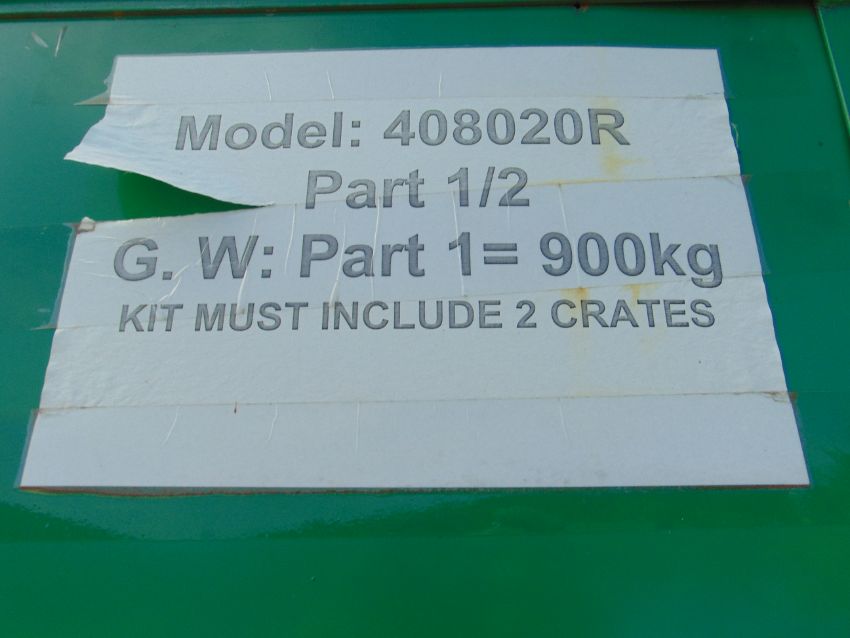 Model: 408020R
Part 1/2
G. W: Part 1= 900kg
KIT MUST INCLUDE 2 CRATES